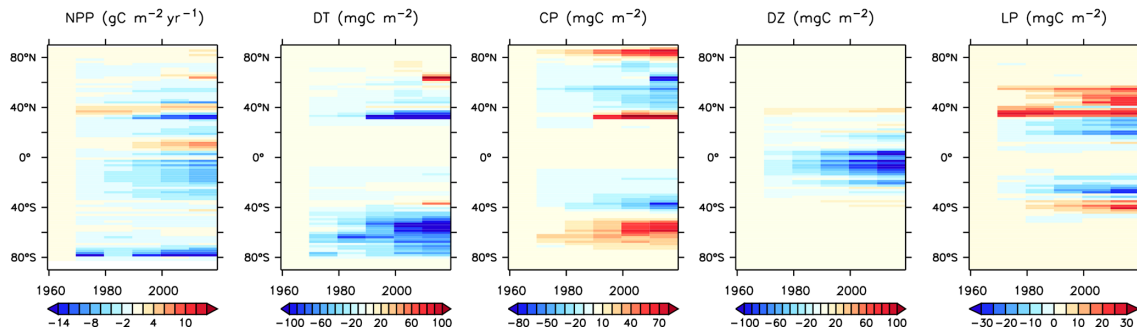 NPP (gC m−2 yr−1)
DT (mgC m−2)
CP (mgC m−2)
DZ (mgC m−2)
LP (mgC m−2)
80°N
40°N
0°
40°S
80°S
1960 1980 2000
−14 −8 −2 4 10
80°N
40°N
0°
40°S
80°S
1960 1980 2000
−100 −60 −20 20 60 100
80°N
40°N
0°
40°S
80°S
1960 1980 2000
−80 −50 −20 10 40 70
80°N
40°N
0°
40°S
80°S
1960 1980 2000
−100 −60 −20 20 60 100
80°N
40°N
0°
40°S
80°S
1960 1980 2000
−30 −20 −10 0 10 20 30